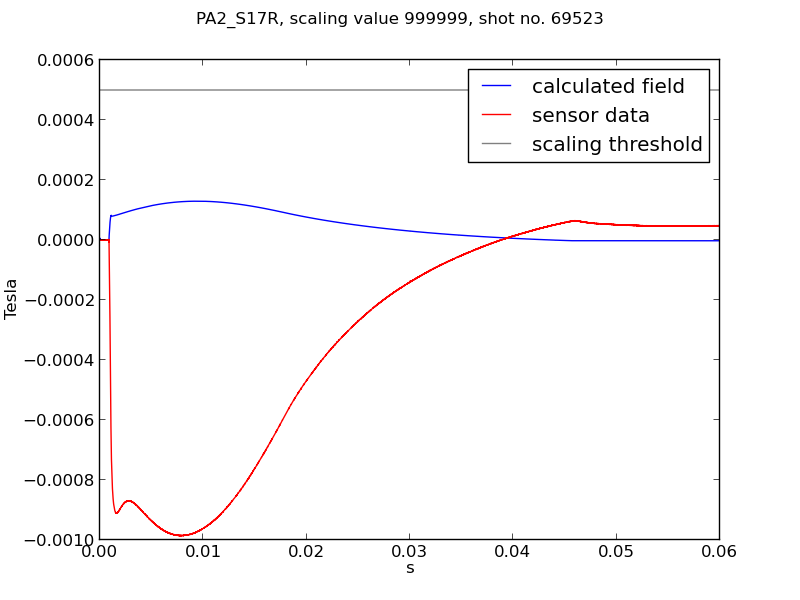 PA2_S17R, scaling value 999999, shot no. 69523
0.0006
0.0004
0.0002
0.0000
−0.0002
−0.0004
−0.0006
−0.0008
−0.0010
Tesla
calculated field
sensor data
scaling threshold
0.00 0.01 0.02 0.03 0.04 0.05 0.06
s